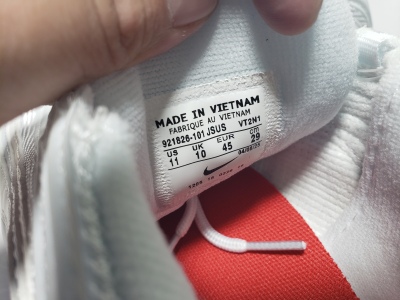 MADE IN VIETNAM
FABRIQUE AU VIETNAM
921826-101 JSUS VT2N1
US UK EUR cm
11 10 45 29